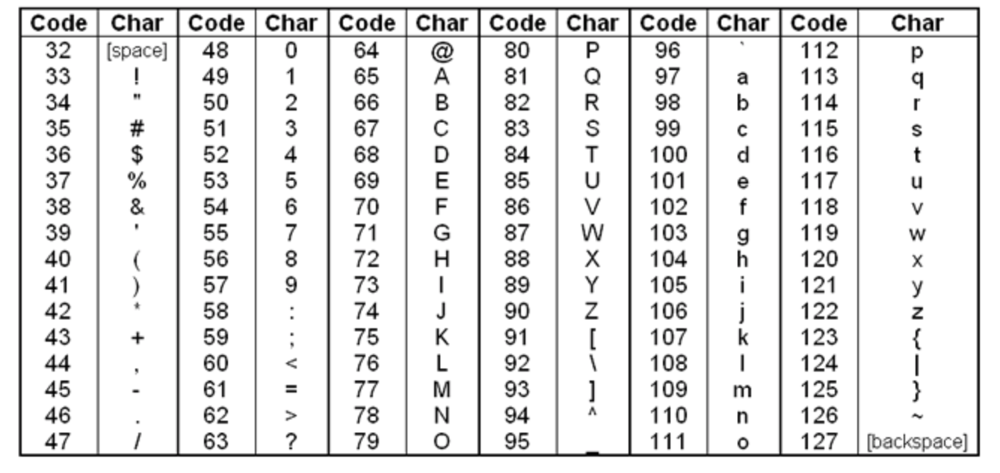 Code Char Code Char Code Char Code Char Code Char Code Char
32 [space] 48 0 64 @ 80 P 96 ` 112 p
33 ! 49 1 65 A 81 Q 97 a 113 q
34 " 50 2 66 B 82 R 98 b 114 r
35 # 51 3 67 C 83 S 99 c 115 s
36 $ 52 4 68 D 84 T 100 d 116 t
37 % 53 5 69 E 85 U 101 e 117 u
38 & 54 6 70 F 86 V 102 f 118 v
39 ' 55 7 71 G 87 W 103 g 119 w
40 ( 56 8 72 H 88 X 104 h 120 x
41 ) 57 9 73 I 89 Y 105 i 121 y
42 * 58 : 74 J 90 Z 106 j 122 z
43 + 59 ; 75 K 91 [ 107 k 123 {
44 , 60 < 76 L 92 \ 108 l 124 |
45 - 61 = 77 M 93 ] 109 m 125 }
46 . 62 > 78 N 94 ^ 110 n 126 ~
47 / 63 ? 79 O 95 _ 111 o 127 [backspace]